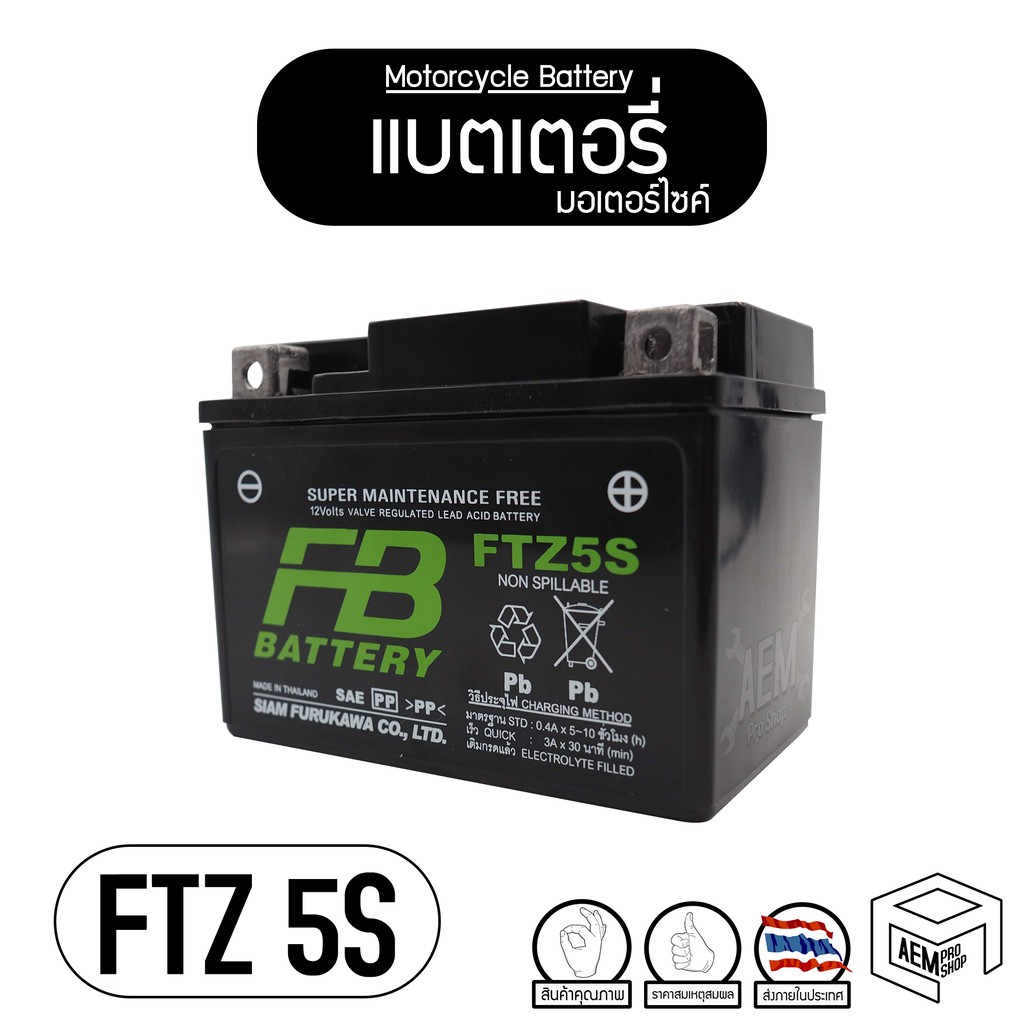 Motorcycle Battery
แบตเตอรี่
มอเตอร์ไซค์
SUPER MAINTENANCE FREE
12Volts VALVE REGULATED LEAD ACID BATTERY
FB
BATTERY
FTZ5S
NON SPILLABLE
Pb Pb
MADE IN THAILAND
SAE PP >PP<
SIAM FURUKAWA CO., LTD.
วิธีประจุไฟ CHARGING METHOD
มาตรฐาน STD : 0.4A x 5~10 ชั่วโมง (h)
เร็ว QUICK : 3A x 30 นาที (min)
เติมกรดแล้ว ELECTROLYTE FILLED
AEM
Pro Shop
FTZ 5S
สินค้าคุณภาพ
ราคาสมเหตุสมผล
ส่งภายในประเทศ
AEM PRO SHOP